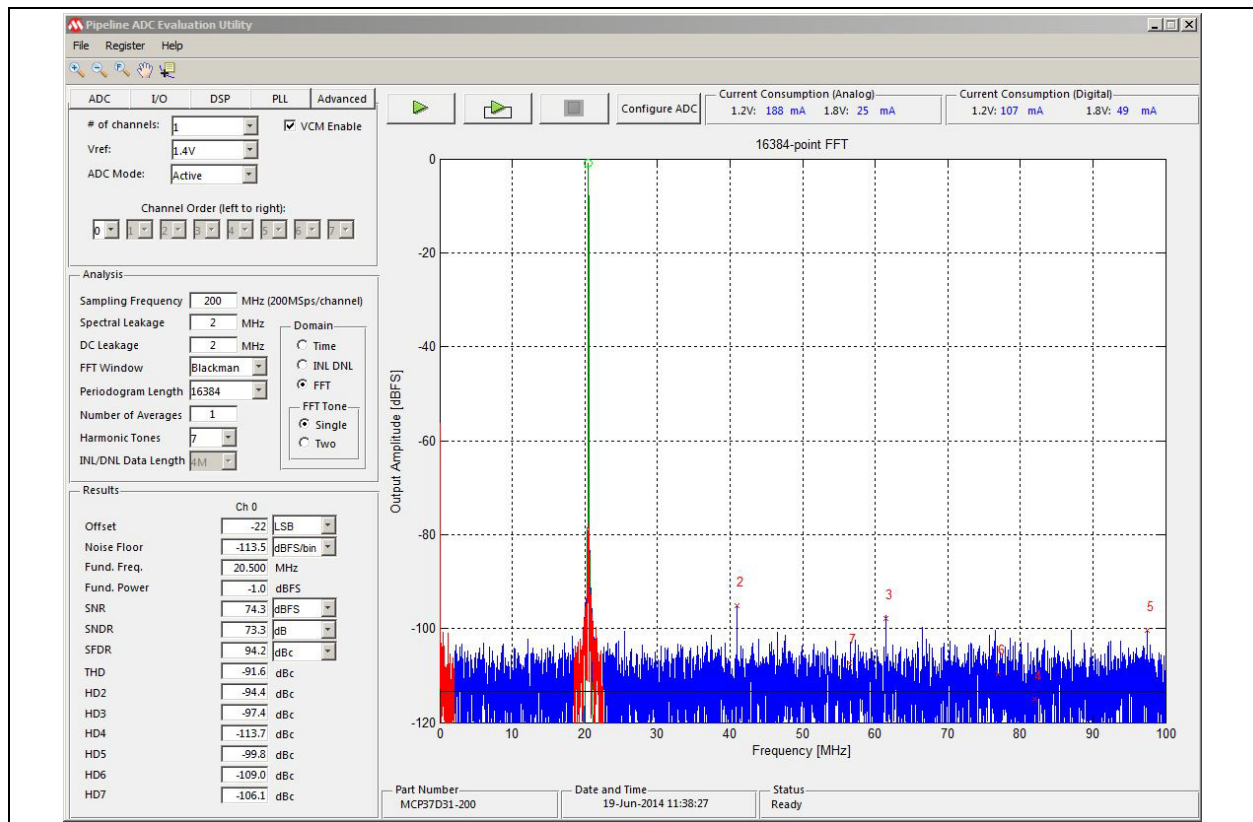 Pipeline ADC Evaluation Utility
File Register Help
ADC I/O DSP PLL Advanced
# of channels: 1 VCM Enable
Vref: 1.4V
ADC Mode: Active
Channel Order (left to right):
0 1 2 3 4 5 6 7
Analysis
Sampling Frequency 200 MHz (200MSps/channel)
Spectral Leakage 2 MHz
DC Leakage 2 MHz
FFT Window Blackman
Periodogram Length 16384
Number of Averages 1
Harmonic Tones 7
INL/DNL Data Length 4M
Domain
Time
INL DNL
FFT
FFT Tone
Single
Two
Results
Ch 0
Offset -22 LSB
Noise Floor -113.5 dBFS/bin
Fund. Freq. 20.500 MHz
Fund. Power -1.0 dBFS
SNR 74.3 dBFS
SNDR 73.3 dB
SFDR 94.2 dBc
THD -91.6 dBc
HD2 -94.4 dBc
HD3 -97.4 dBc
HD4 -113.7 dBc
HD5 -99.8 dBc
HD6 -109.0 dBc
HD7 -106.1 dBc
Configure ADC
Current Consumption (Analog)
1.2V: 188 mA 1.8V: 25 mA
Current Consumption (Digital)
1.2V: 107 mA 1.8V: 49 mA
16384-point FFT
Output Amplitude [dBFS]
0
-20
-40
-60
-80
-100
-120
2
3
5
7
6
4
0 10 20 30 40 50 60 70 80 90 100
Frequency [MHz]
Part Number
MCP37D31-200
Date and Time
19-Jun-2014 11:38:27
Status
Ready